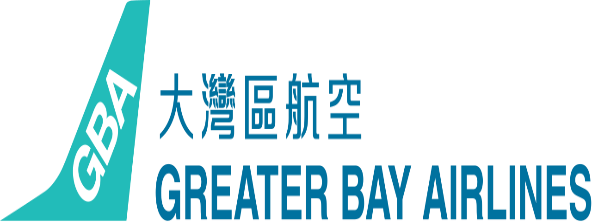 GBA
大灣區航空
GREATER BAY AIRLINES